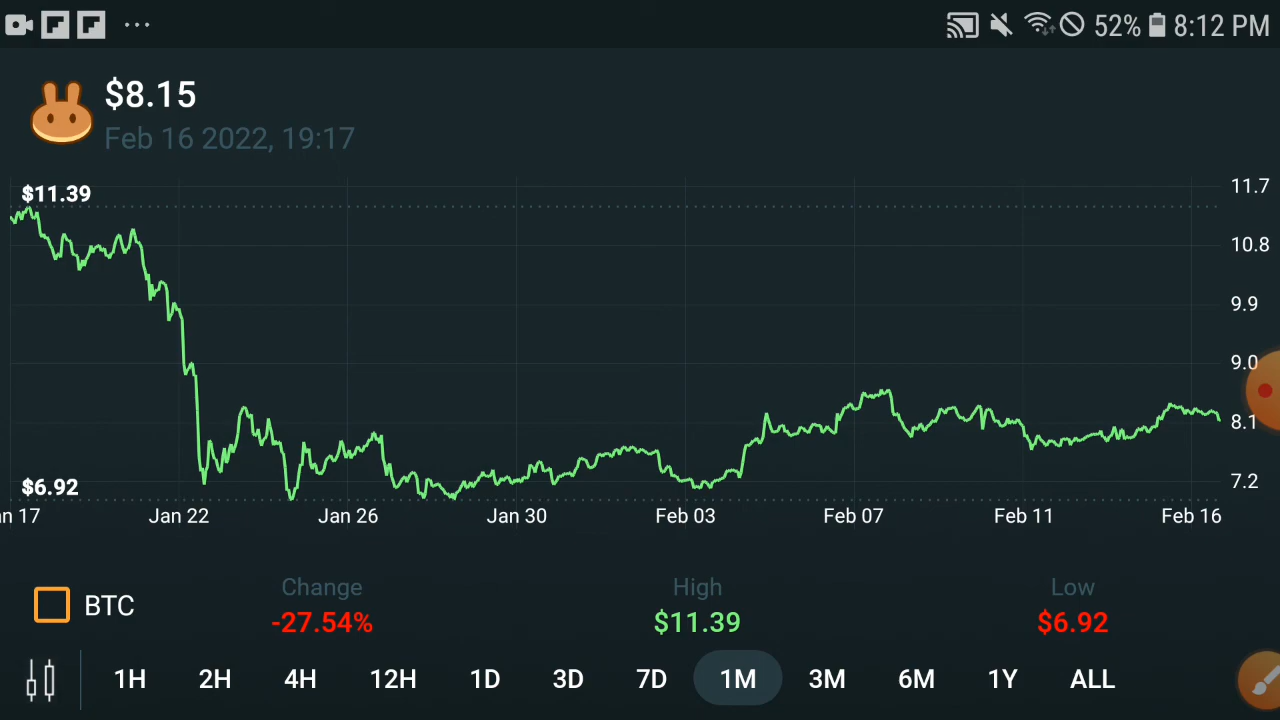 52% 8:12 PM
$8.15
Feb 16 2022, 19:17
$11.39
11.7
10.8
9.9
9.0
8.1
7.2
$6.92
n 17 Jan 22 Jan 26 Jan 30 Feb 03 Feb 07 Feb 11 Feb 16
BTC
Change High Low
-27.54% $11.39 $6.92
1H 2H 4H 12H 1D 3D 7D 1M 3M 6M 1Y ALL